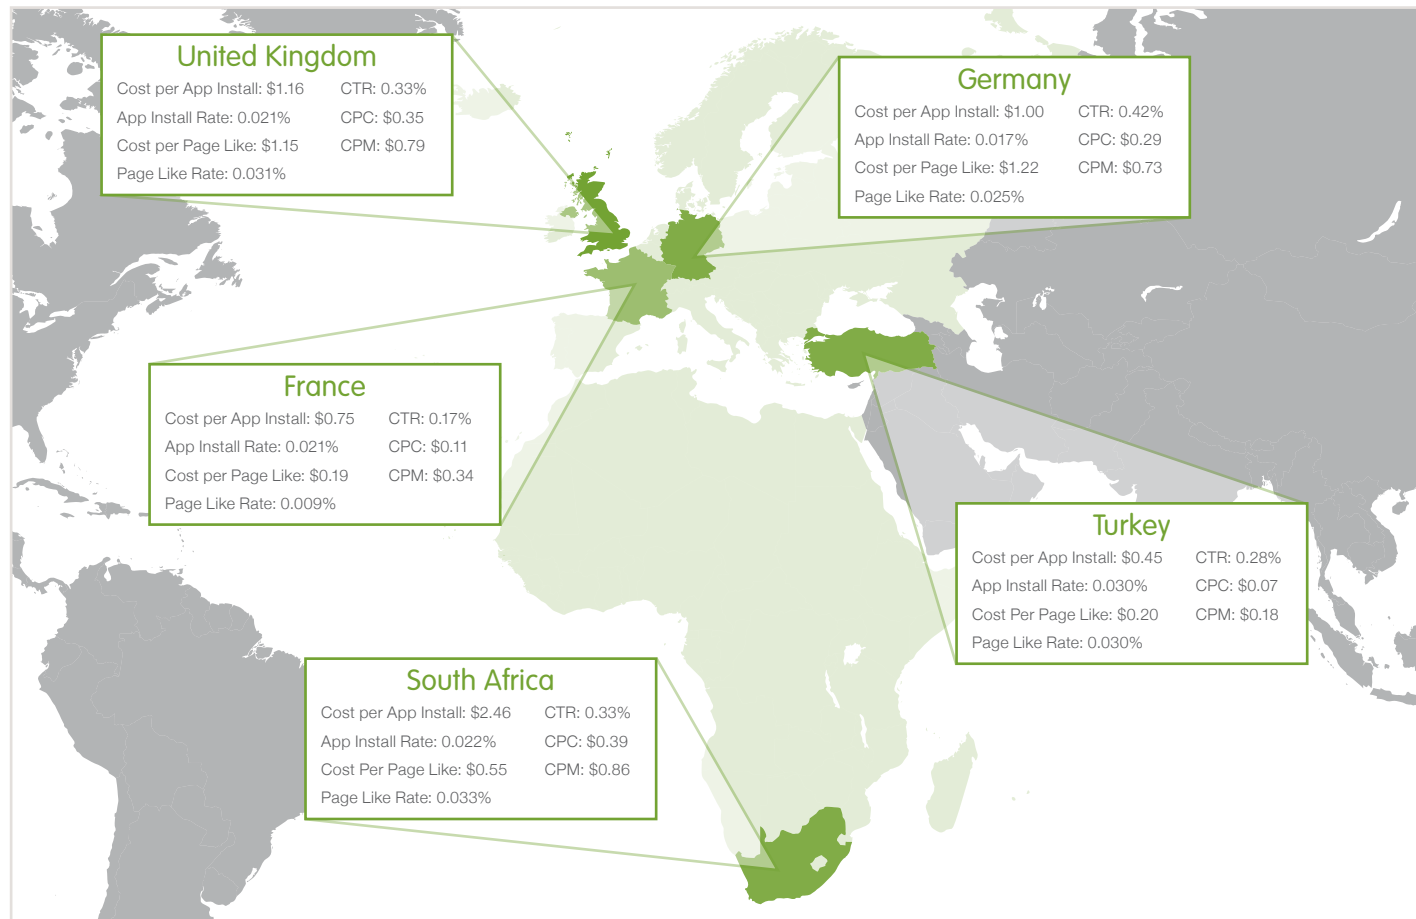 United Kingdom
Cost per App Install: $1.16 CTR: 0.33%
App Install Rate: 0.021% CPC: $0.35
Cost per Page Like: $1.15 CPM: $0.79
Page Like Rate: 0.031%
Germany
Cost per App Install: $1.00 CTR: 0.42%
App Install Rate: 0.017% CPC: $0.29
Cost per Page Like: $1.22 CPM: $0.73
Page Like Rate: 0.025%
France
Cost per App Install: $0.75 CTR: 0.17%
App Install Rate: 0.021% CPC: $0.11
Cost per Page Like: $0.19 CPM: $0.34
Page Like Rate: 0.009%
Turkey
Cost per App Install: $0.45 CTR: 0.28%
App Install Rate: 0.030% CPC: $0.07
Cost Per Page Like: $0.20 CPM: $0.18
Page Like Rate: 0.030%
South Africa
Cost per App Install: $2.46 CTR: 0.33%
App Install Rate: 0.022% CPC: $0.39
Cost Per Page Like: $0.55 CPM: $0.86
Page Like Rate: 0.033%